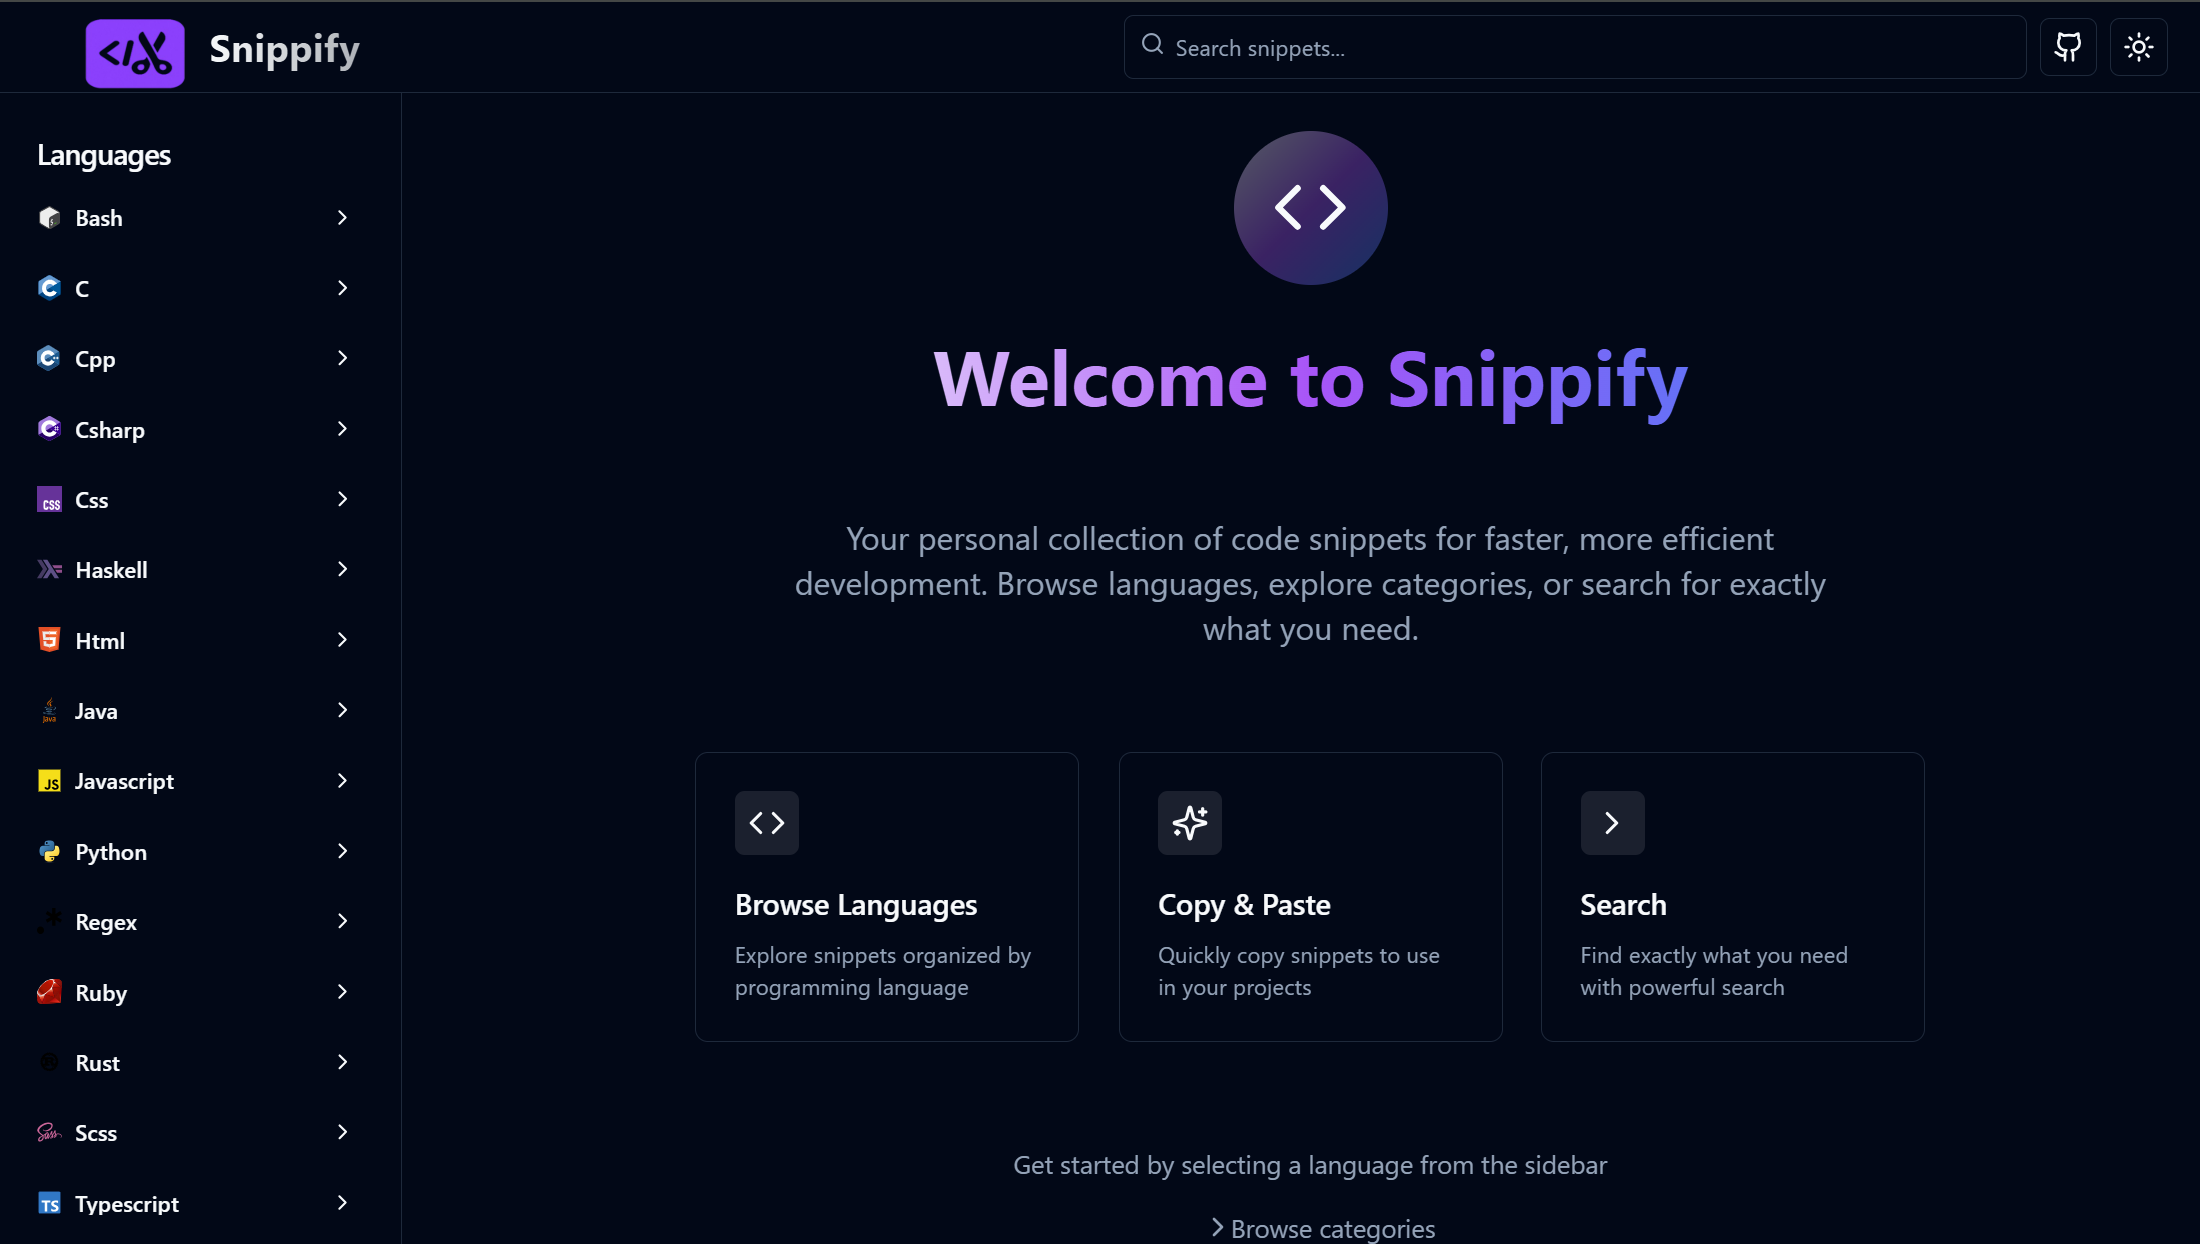 Snippify
Search snippets...
Languages
Bash
C
Cpp
Csharp
Css
Haskell
Html
Java
Javascript
Python
Regex
Ruby
Rust
Scss
Typescript
Welcome to Snippify
Your personal collection of code snippets for faster, more efficient
development. Browse languages, explore categories, or search for exactly
what you need.
Browse Languages
Explore snippets organized by
programming language
Copy & Paste
Quickly copy snippets to use
in your projects
Search
Find exactly what you need
with powerful search
Get started by selecting a language from the sidebar
Browse categories